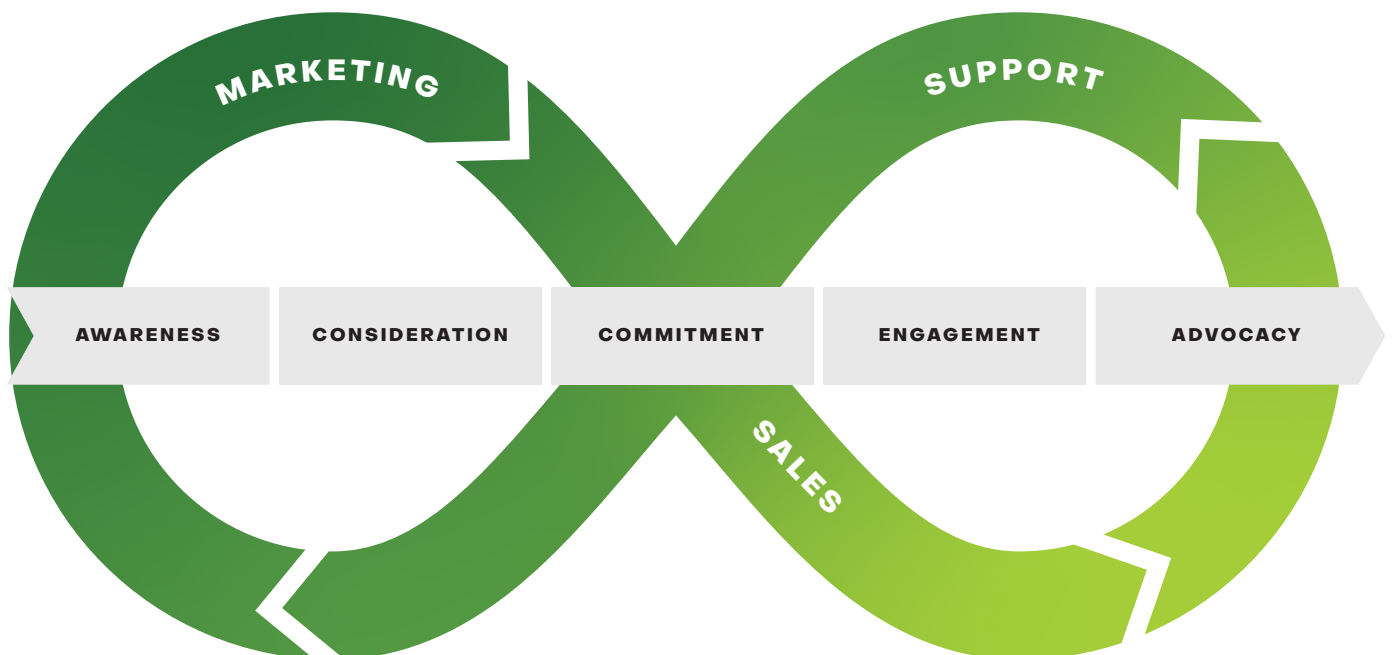 MARKETING
SUPPORT
AWARENESS
CONSIDERATION
COMMITMENT
ENGAGEMENT
ADVOCACY
SALES